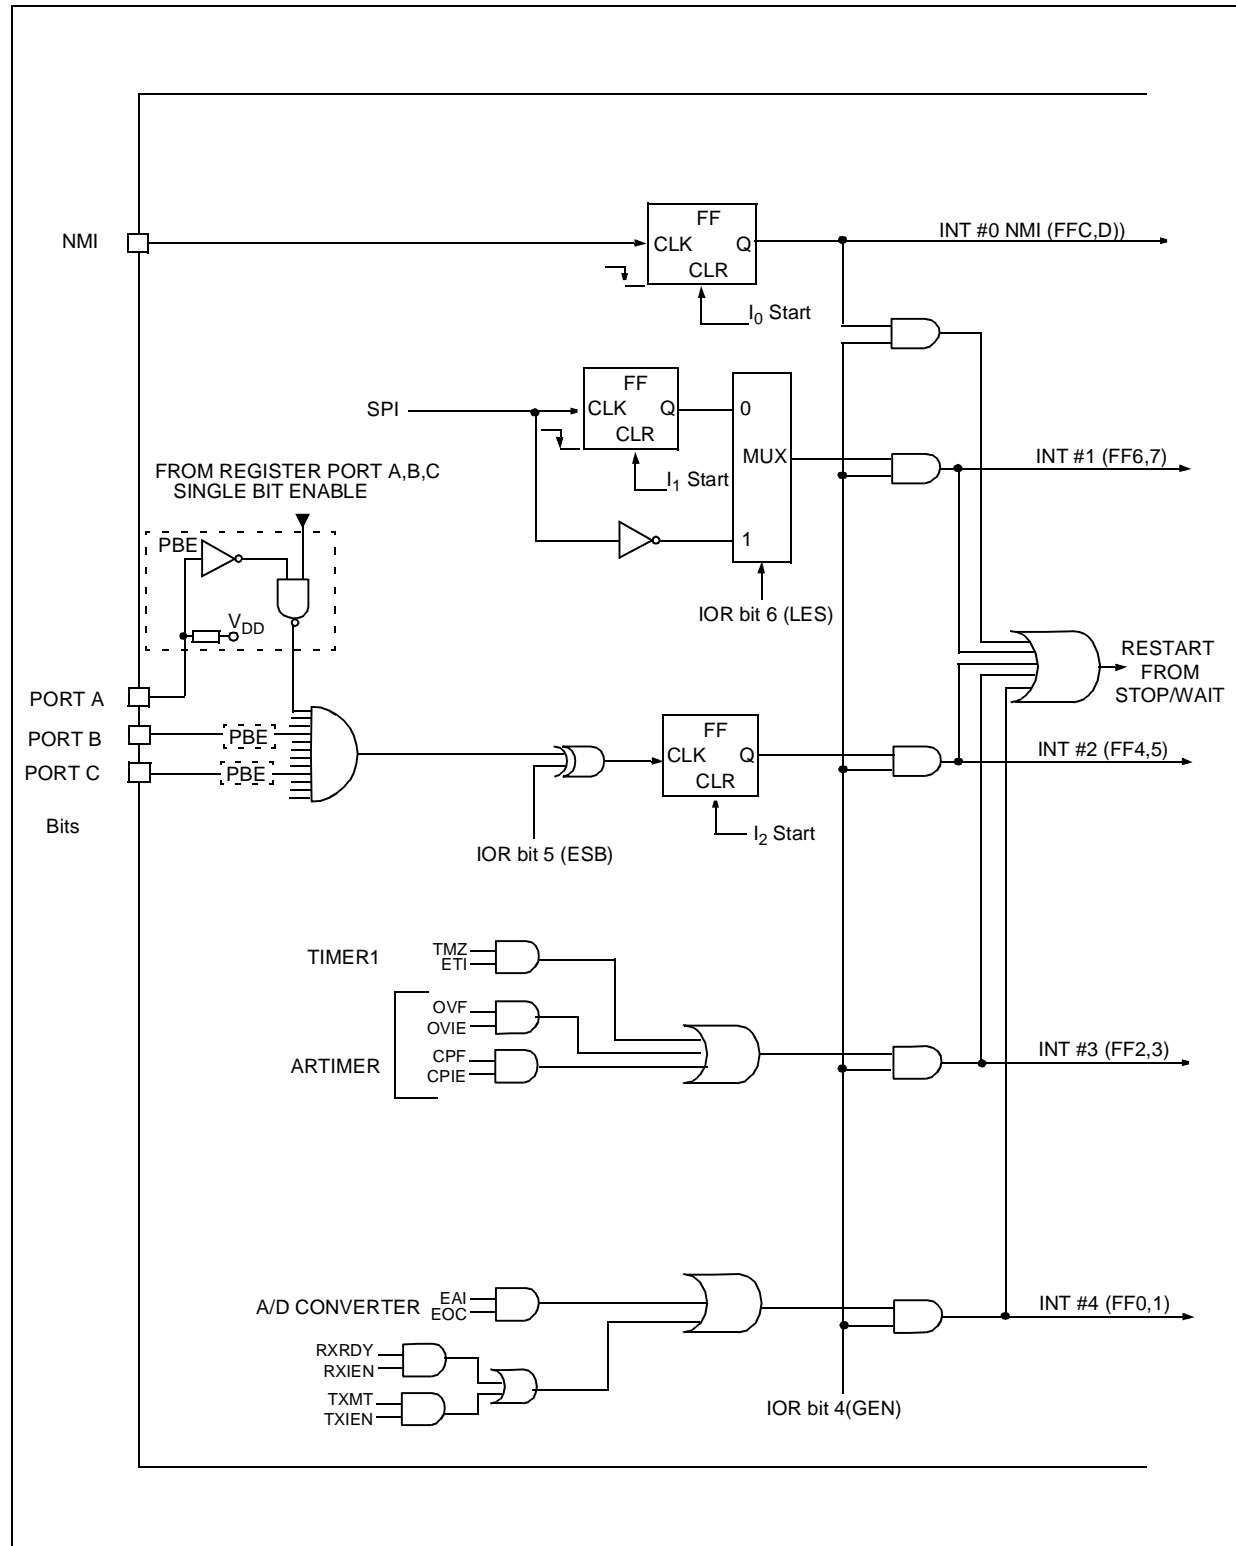 FF
NMI
CLK
Q
CLR
INT #0 NMI (FFC,D))
I0 Start
FF
SPI
CLK
Q
CLR
0
MUX
1
I1 Start
INT #1 (FF6,7)
FROM REGISTER PORT A,B,C
SINGLE BIT ENABLE
PBE
VDD
IOR bit 6 (LES)
RESTART
FROM
STOP/WAIT
PORT A
PORT B
PBE
PORT C
PBE
Bits
FF
CLK
Q
CLR
INT #2 (FF4,5)
I2 Start
IOR bit 5 (ESB)
TIMER1
TMZ
ETI
ARTIMER
OVF
OVIE
CPF
CPIE
INT #3 (FF2,3)
A/D CONVERTER
EAI
EOC
INT #4 (FF0,1)
RXRDY
RXIEN
TXMT
TXIEN
IOR bit 4(GEN)